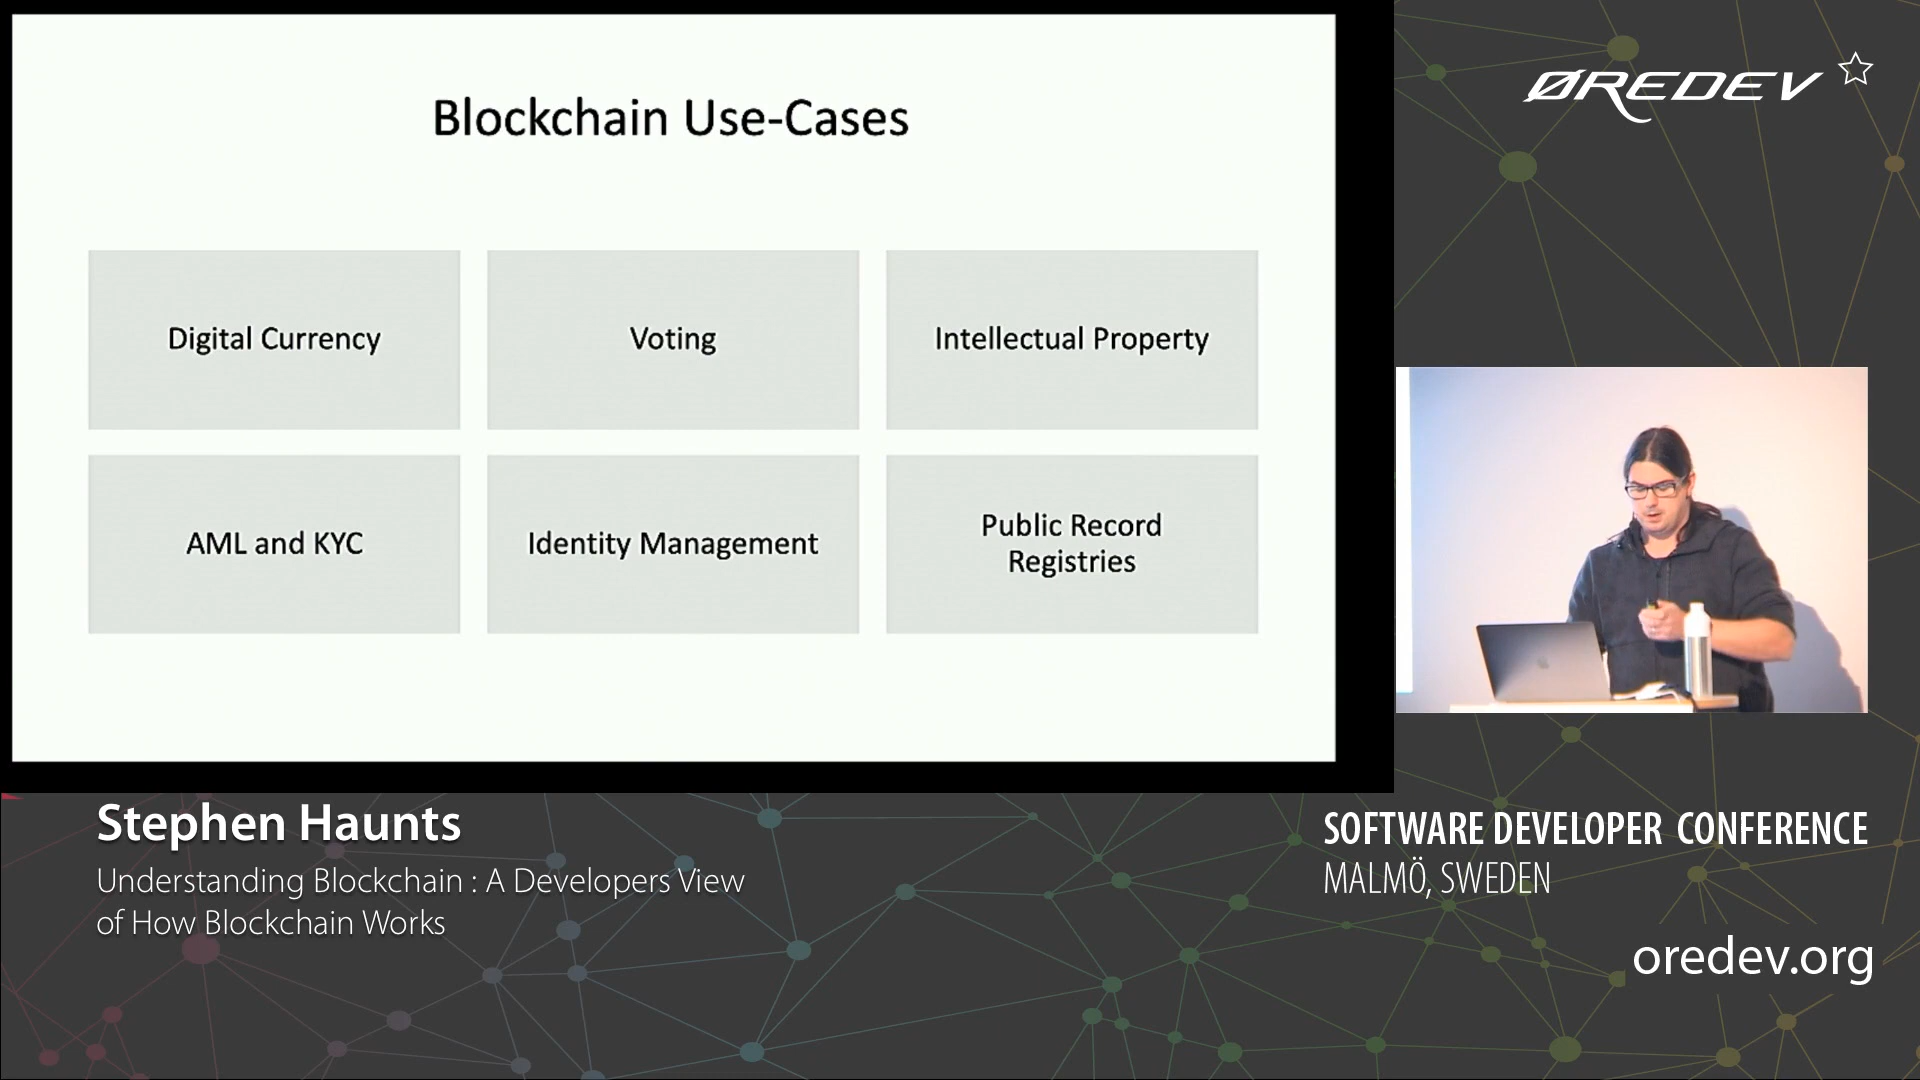 Blockchain Use-Cases
Digital Currency
Voting
Intellectual Property
AML and KYC
Identity Management
Public Record
Registries
ØREDEV
Stephen Haunts
Understanding Blockchain : A Developers View
of How Blockchain Works
SOFTWARE DEVELOPER CONFERENCE
MALMÖ, SWEDEN
oredev.org